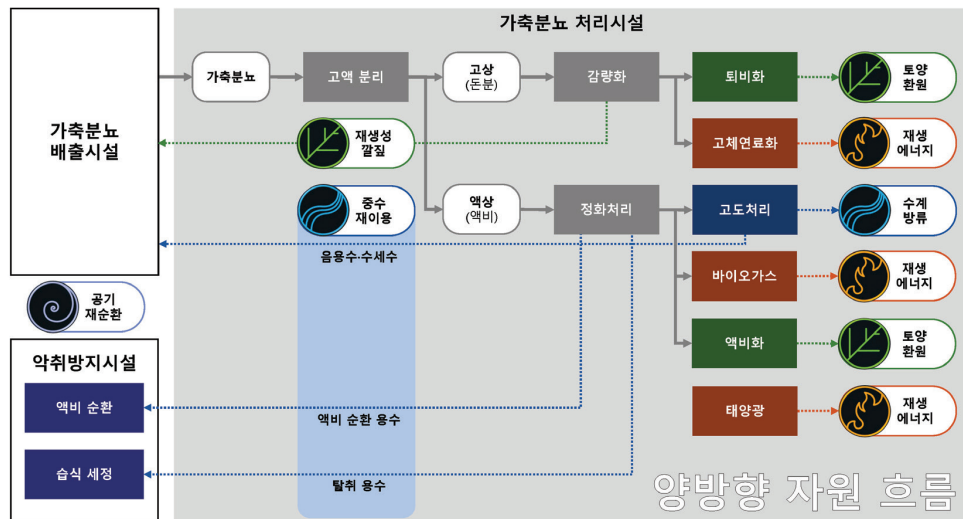 가축분뇨 처리시설
가축분뇨
배출시설
가축분뇨
고액 분리
고상
(돈분)
감량화
퇴비화
토양
환원
재생성
깔짚
고체연료화
재생
에너지
중수
재이용
액상
(액비)
정화처리
고도처리
수계
방류
음용수·수세수
바이오가스
재생
에너지
공기
재순환
액비화
토양
환원
악취방지시설
액비 순환
액비 순환 용수
태양광
재생
에너지
습식 세정
탈취 용수
양방향 자원 흐름